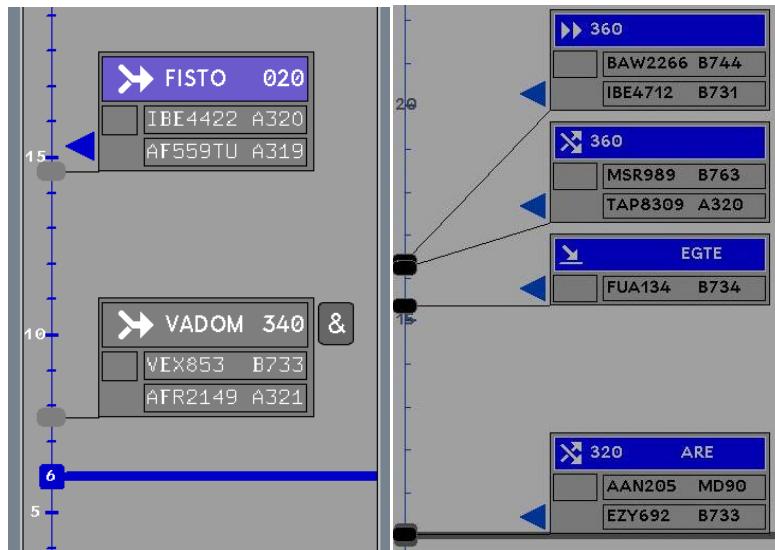 FISTO 020
IBE4422 A320
AF559TU A319
15
VADOM 340 &
10
VEX853 B733
AFR2149 A321
6
5
360
BAW2266 B744
IBE4712 B731
20
360
MSR989 B763
TAP8309 A320
EGTE
FUA134 B734
15
320 ARE
AAN205 MD90
EZY692 B733